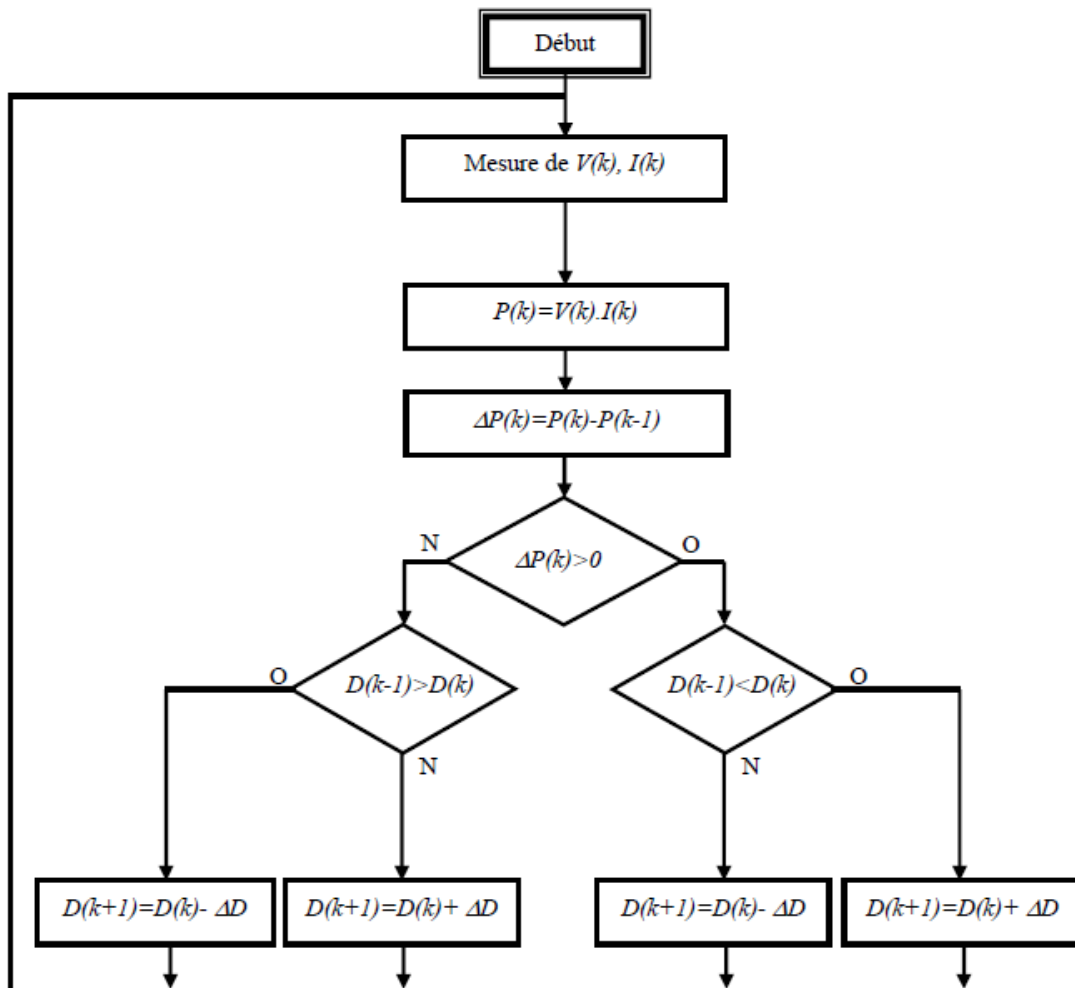 Début
Mesure de V(k), I(k)
P(k)=V(k).I(k)
ΔP(k)=P(k)-P(k-1)
N
ΔP(k)>0
O
O
D(k-1)>D(k)
D(k-1)<D(k)
O
N
N
D(k+1)=D(k)- ΔD
D(k+1)=D(k)+ ΔD
D(k+1)=D(k)- ΔD
D(k+1)=D(k)+ ΔD